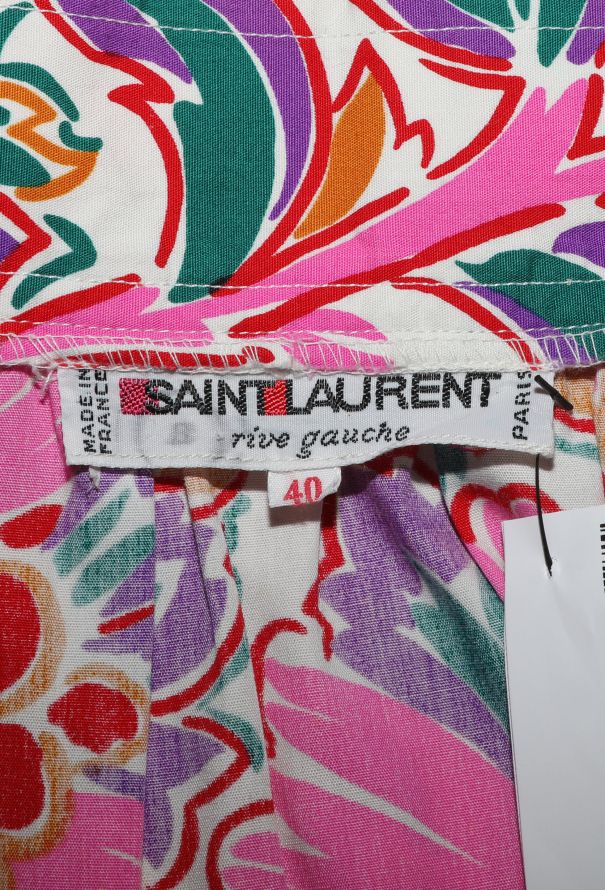 MADE IN
FRANCE
SAINT LAURENT
rive gauche
PARIS
40